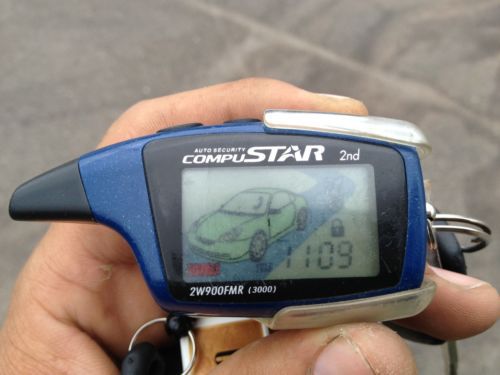 AUTO SECURITY
COMPUSTAR 2nd
1109
2W900FMR (3000)